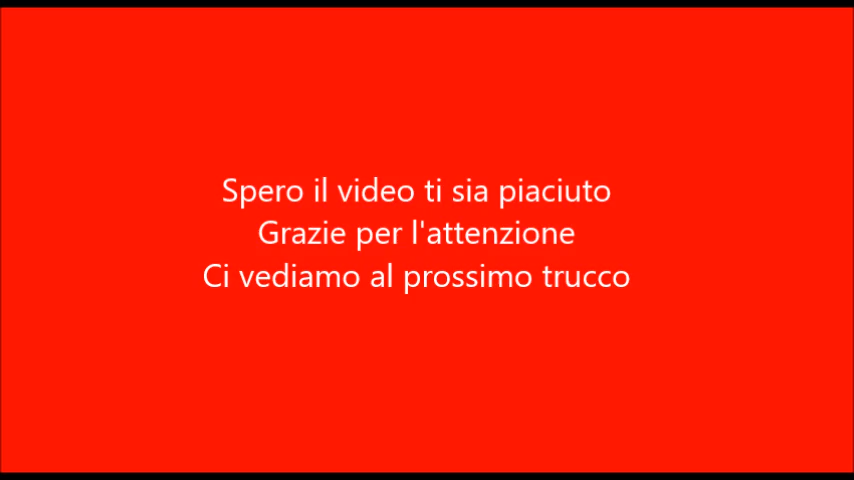 Spero il video ti sia piaciuto
Grazie per l'attenzione
Ci vediamo al prossimo trucco